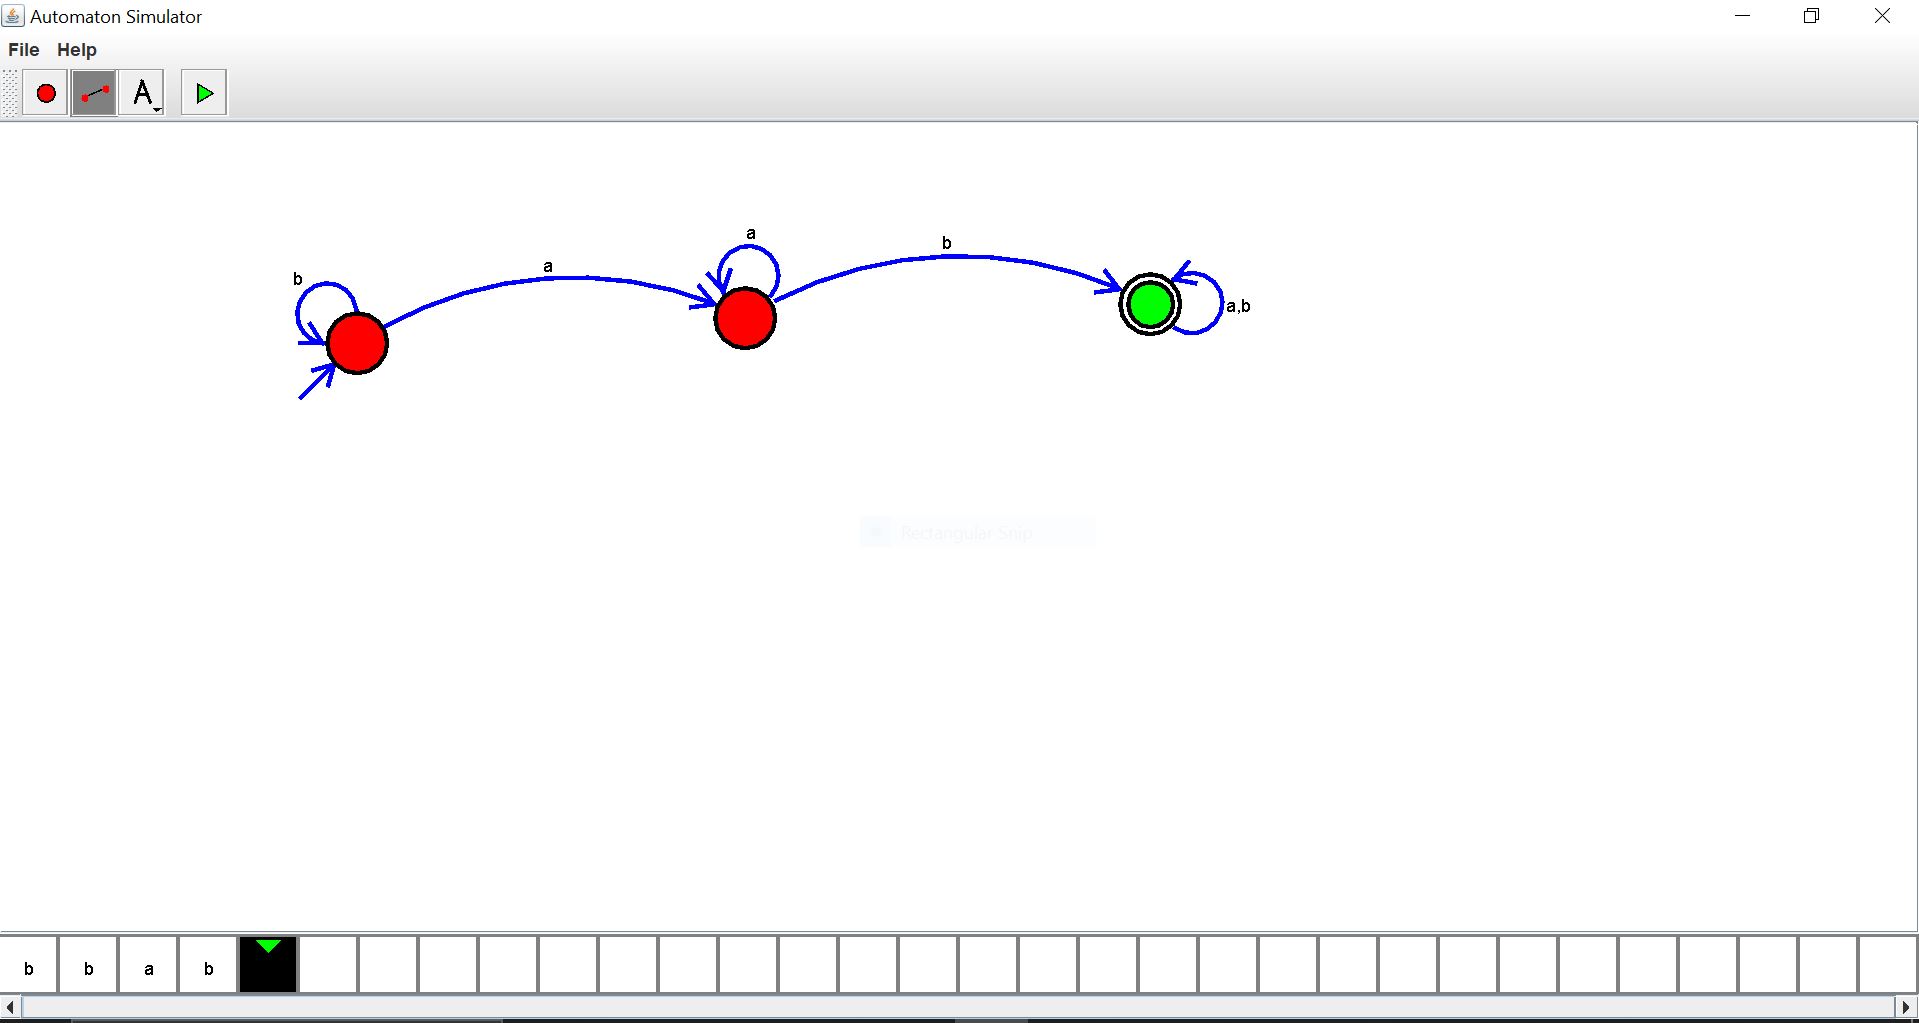 Automaton Simulator
File Help
A
a
b
a
b
a,b
Rectangular Snip
b b a b